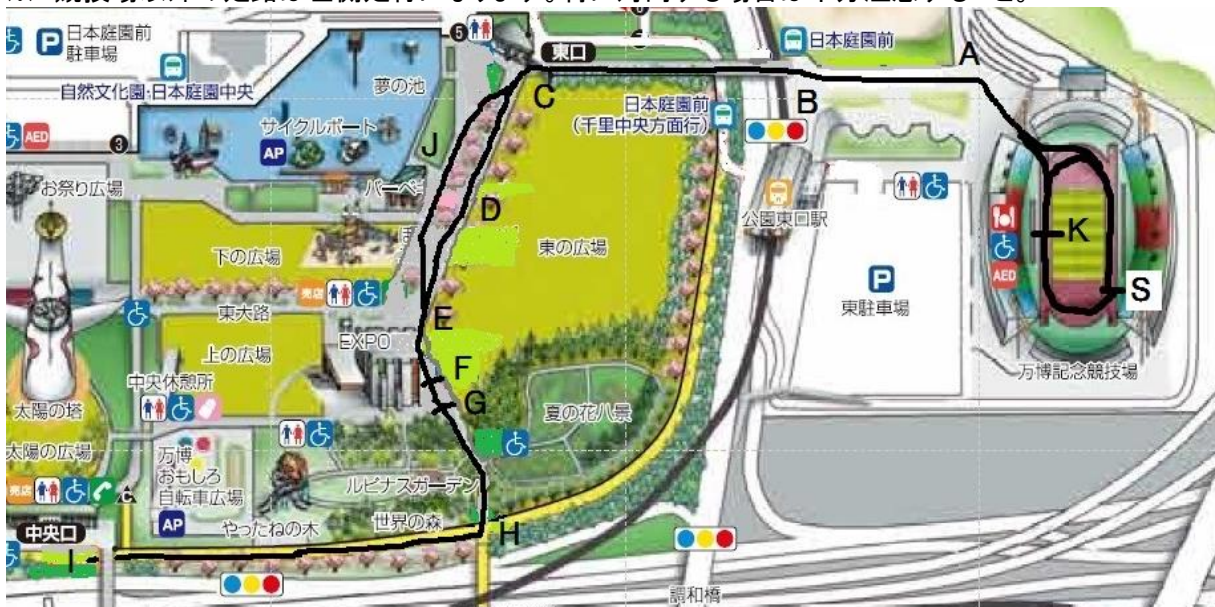 日本庭園前
駐車場
P
自然文化園・日本庭園中央
夢の池
5
東口
日本庭園前
A
C
B
日本庭園前
(千里中央方面行)
サイクルボート
AP
J
AED
3
お祭り広場
D
公園東口駅
東の広場
下の広場
K
AED
P
東駐車場
S
売店
東大路
E
EXPO
上の広場
F
中央休憩所
G
夏の花八景
万博記念競技場
太陽の塔
太陽の広場
万博
おもしろ
自転車広場
ルピナスガーデン
売店
AP
やったねの木
世界の森
H
中央口
I
調和橋